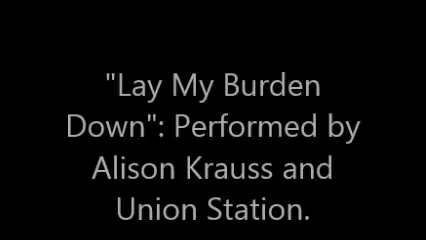 "Lay My Burden
Down": Performed by
Alison Krauss and
Union Station.